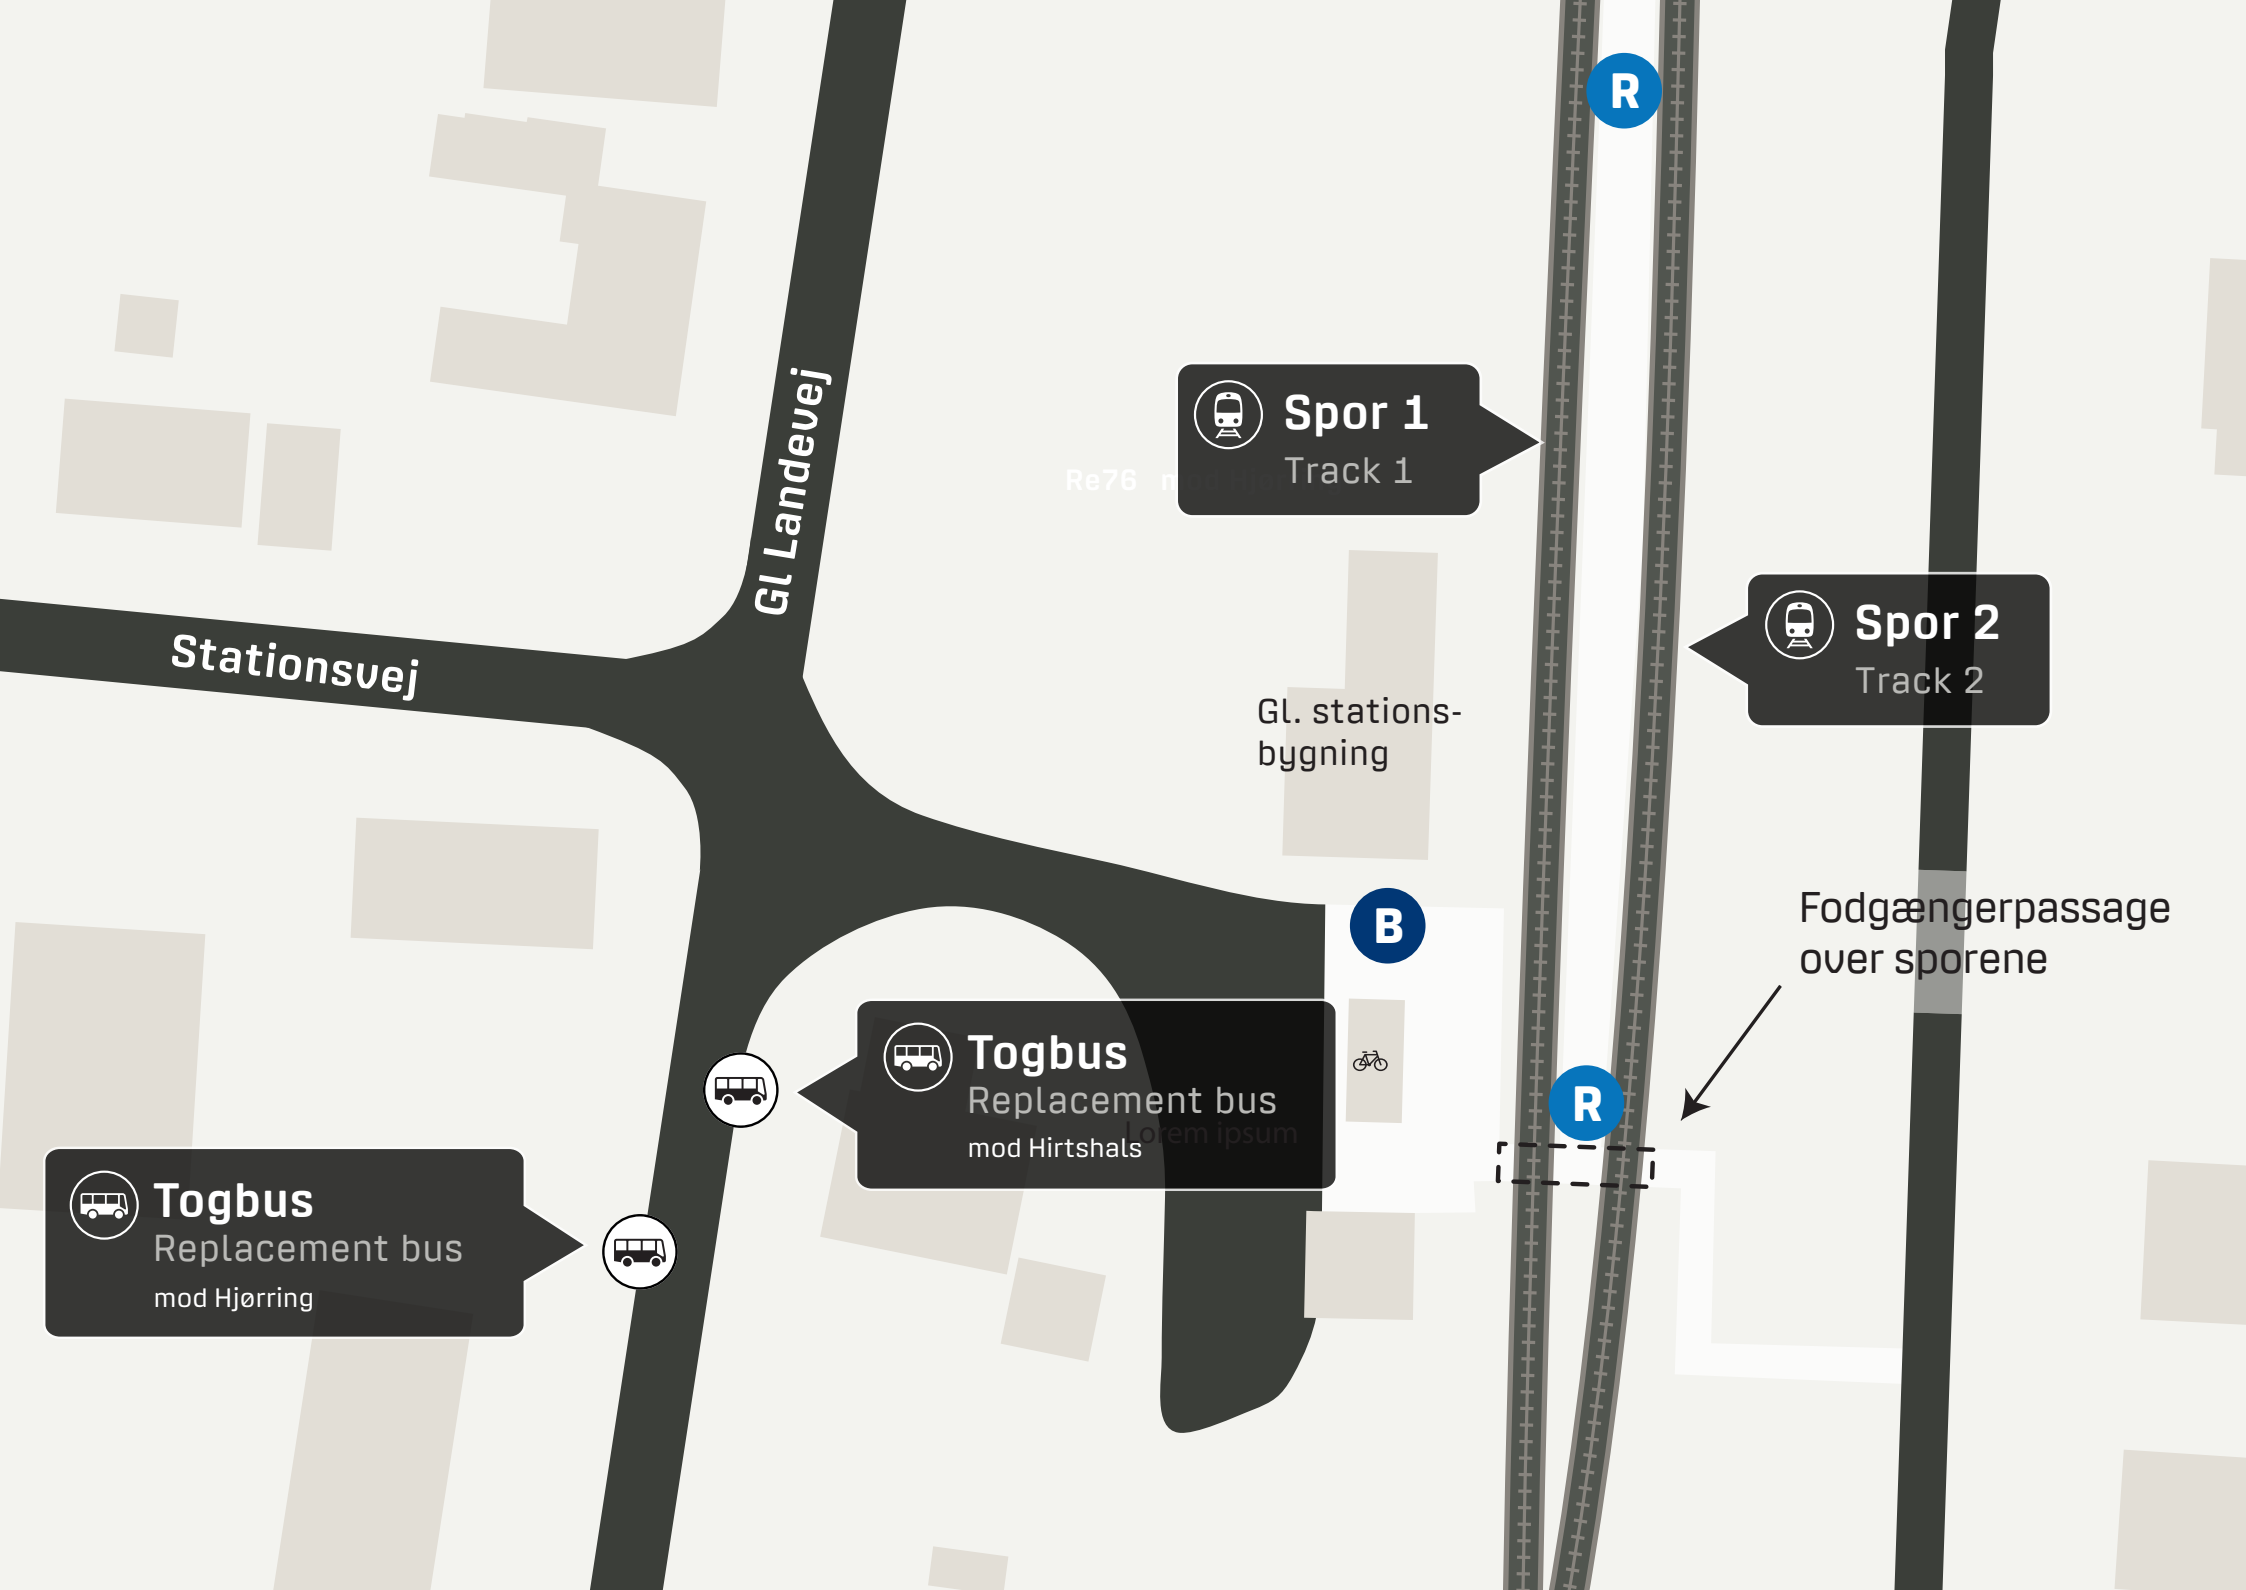 R
Spor 1
Track 1
Re76 m
Gl Landevej
Spor 2
Track 2
Stationsvej
Gl. stations-
bygning
B
Fodgængerpassage
over sporene
Togbus
Replacement bus
mod Hirtshals
Lorem ipsum
R
Togbus
Replacement bus
mod Hjørring